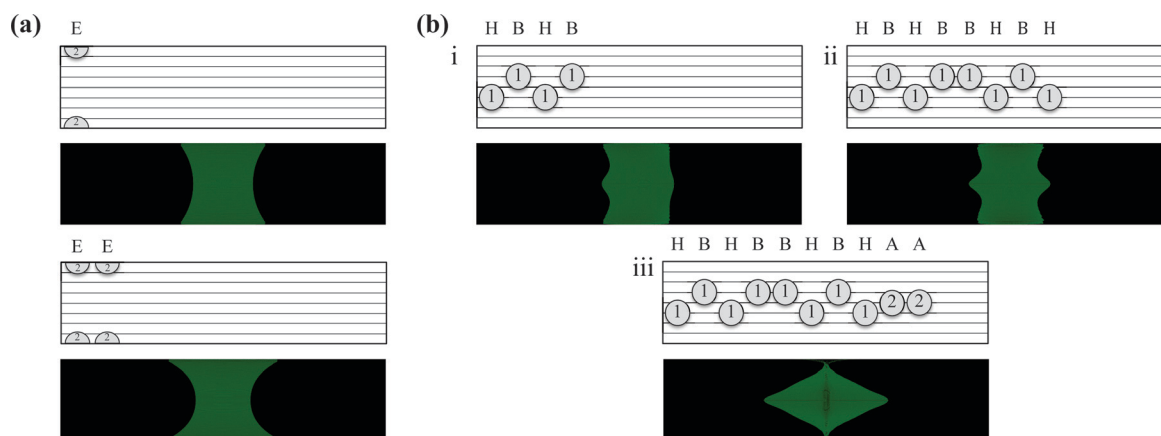 (a)
E
2
2
E E
2 2
2 2
(b)
i
H B H B
1 1
1 1
ii
H B H B B H B H
1 1 1 1
1 1 1 1
iii
H B H B B H B H A A
1 1 1 1
2 2
1 1 1 1